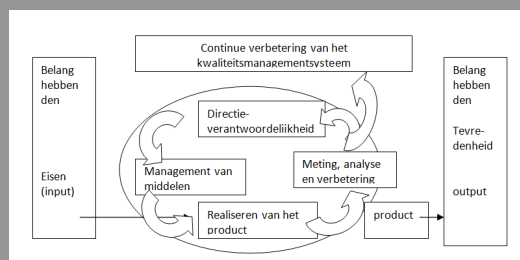 Continue verbetering van het
kwaliteitsmanagementsysteem
Belang
hebben
den
Eisen
(input)
Directie-
verantwoordelijkheid
Management van
middelen
Meting, analyse
en verbetering
Realiseren van het
product
product
Belang
hebben
den
Tevre-
denheid
output